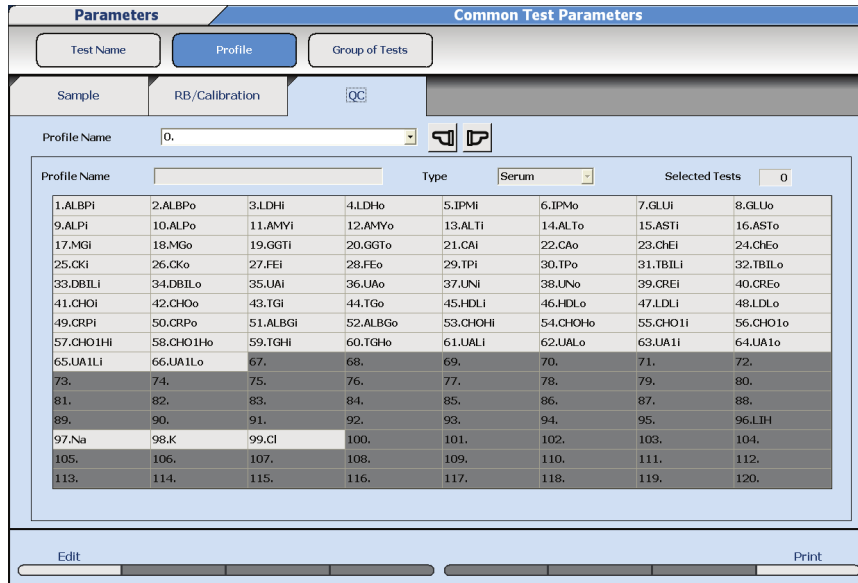 Parameters Common Test Parameters
Test Name Profile Group of Tests
Sample RB/Calibration QC
Profile Name 0.
Profile Name Type Serum Selected Tests 0
1.ALBPi 2.ALBPo 3.LDHi 4.LDHo 5.IPMi 6.IPMo 7.GLUi 8.GLUo
9.ALPi 10.ALPo 11.AMYi 12.AMYo 13.ALTi 14.ALTo 15.ASTi 16.ASTo
17.MGi 18.MGo 19.GGTi 20.GGTo 21.CAi 22.CAo 23.ChEi 24.ChEo
25.CKi 26.CKo 27.FEi 28.FEo 29.TPi 30.TPo 31.TBILi 32.TBILo
33.DBILi 34.DBILo 35.UAi 36.UAo 37.UNi 38.UNo 39.CREi 40.CREo
41.CHOi 42.CHOo 43.TGi 44.TGo 45.HDLi 46.HDLo 47.LDLi 48.LDLo
49.CRPi 50.CRPo 51.ALBGi 52.ALBGo 53.CHOHi 54.CHOHo 55.CHO1i 56.CHO1o
57.CHO1Hi 58.CHO1Ho 59.TGHi 60.TGHo 61.UALi 62.UALo 63.UA1i 64.UA1o
65.UA1Li 66.UA1Lo 67. 68. 69. 70. 71. 72.
73. 74. 75. 76. 77. 78. 79. 80.
81. 82. 83. 84. 85. 86. 87. 88.
89. 90. 91. 92. 93. 94. 95. 96.LIH
97.Na 98.K 99.Cl 100. 101. 102. 103. 104.
105. 106. 107. 108. 109. 110. 111. 112.
113. 114. 115. 116. 117. 118. 119. 120.
Edit Print